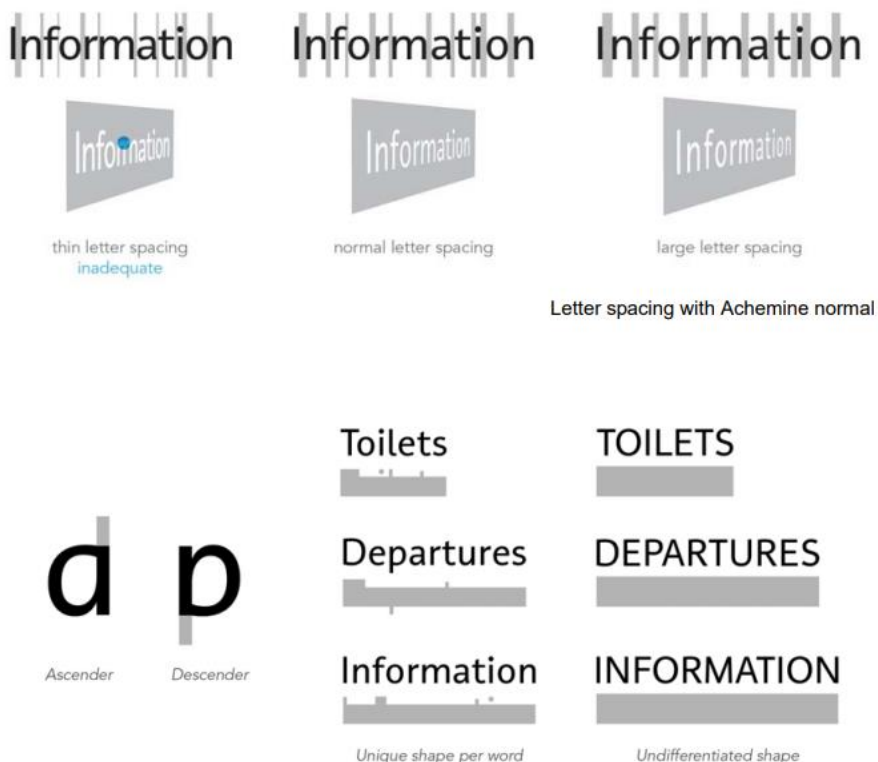 Information Information Information
Information Information Information
thin letter spacing normal letter spacing large letter spacing
inadequate
Letter spacing with Achemine normal
Toilets TOILETS
d p
Departures DEPARTURES
Ascender Descender
Information INFORMATION
Unique shape per word Undifferentiated shape